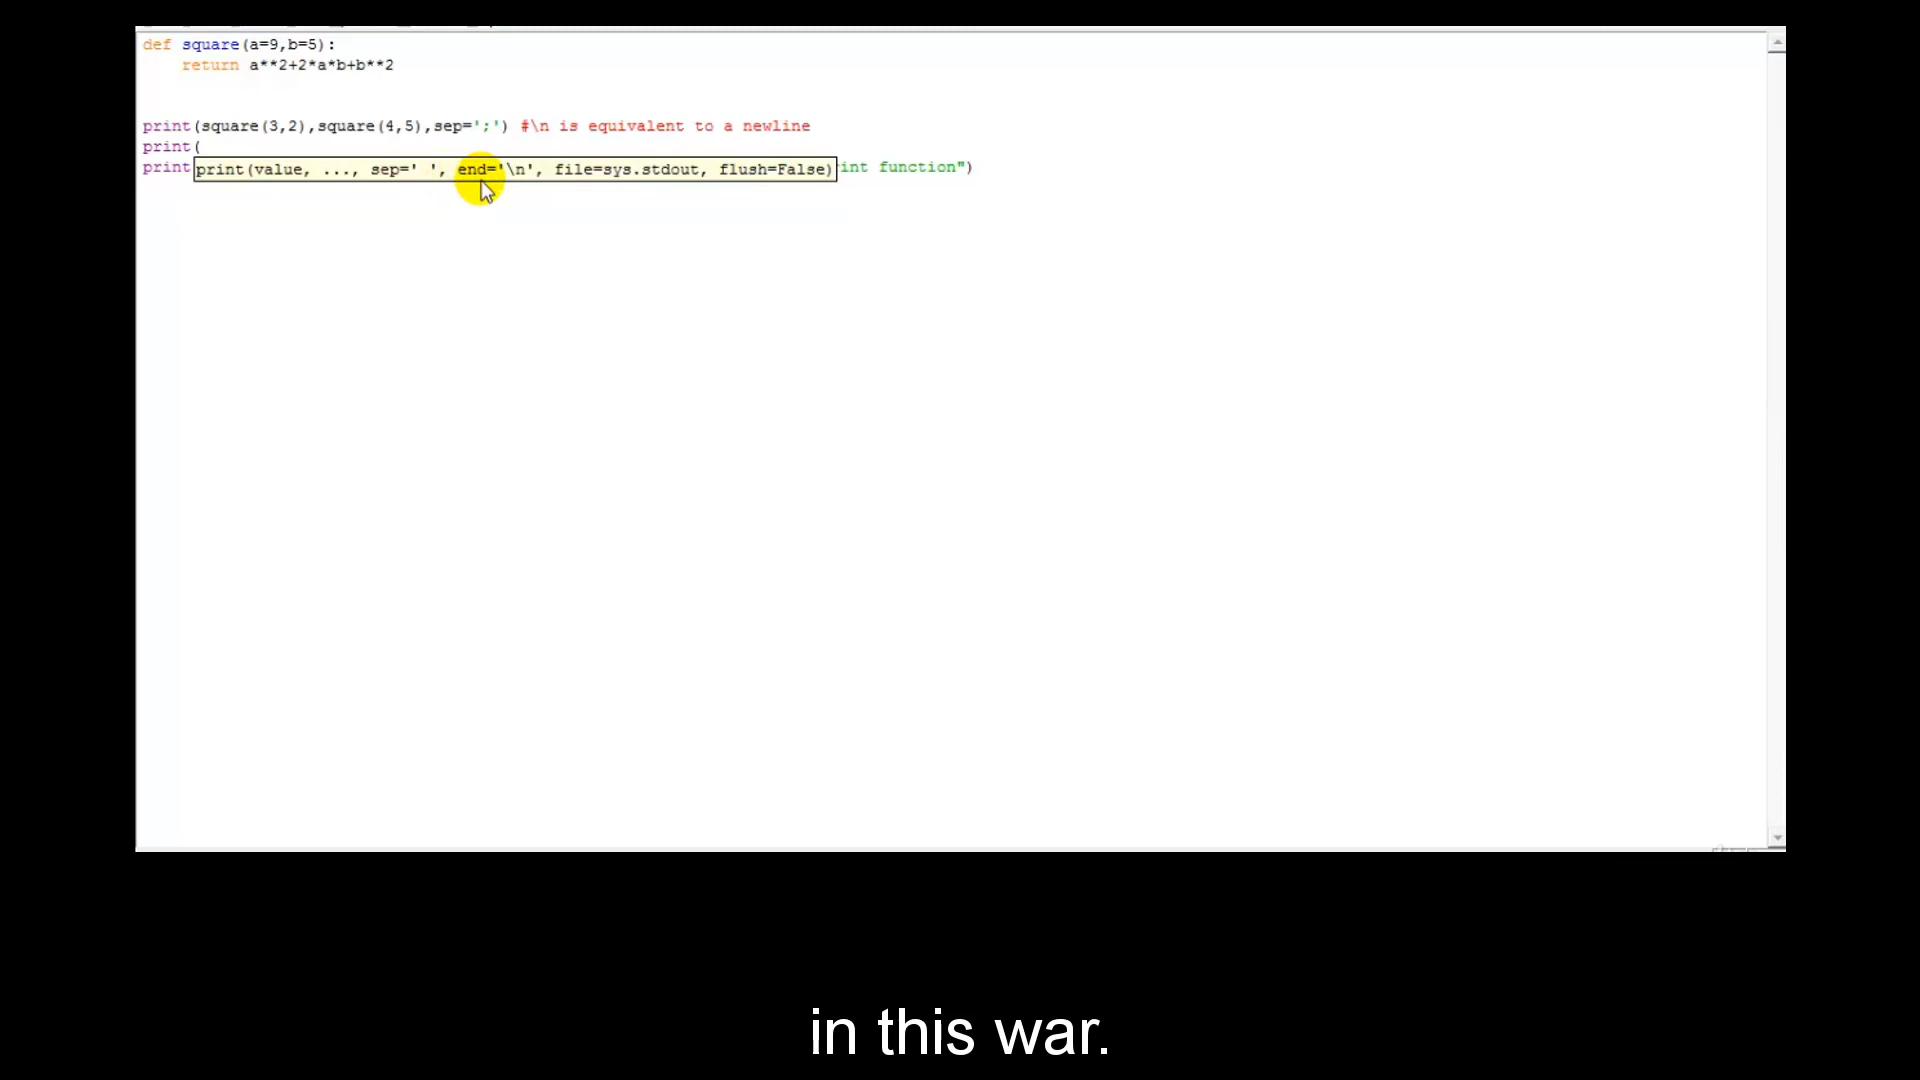 def square(a=9,b=5):
return a**2+2*a*b+b**2
print(square(3,2),square(4,5),sep=';') #\n is equivalent to a newline
print(
print
print(value, ..., sep=' ', end='\n', file=sys.stdout, flush=False)
int function")
in this war.